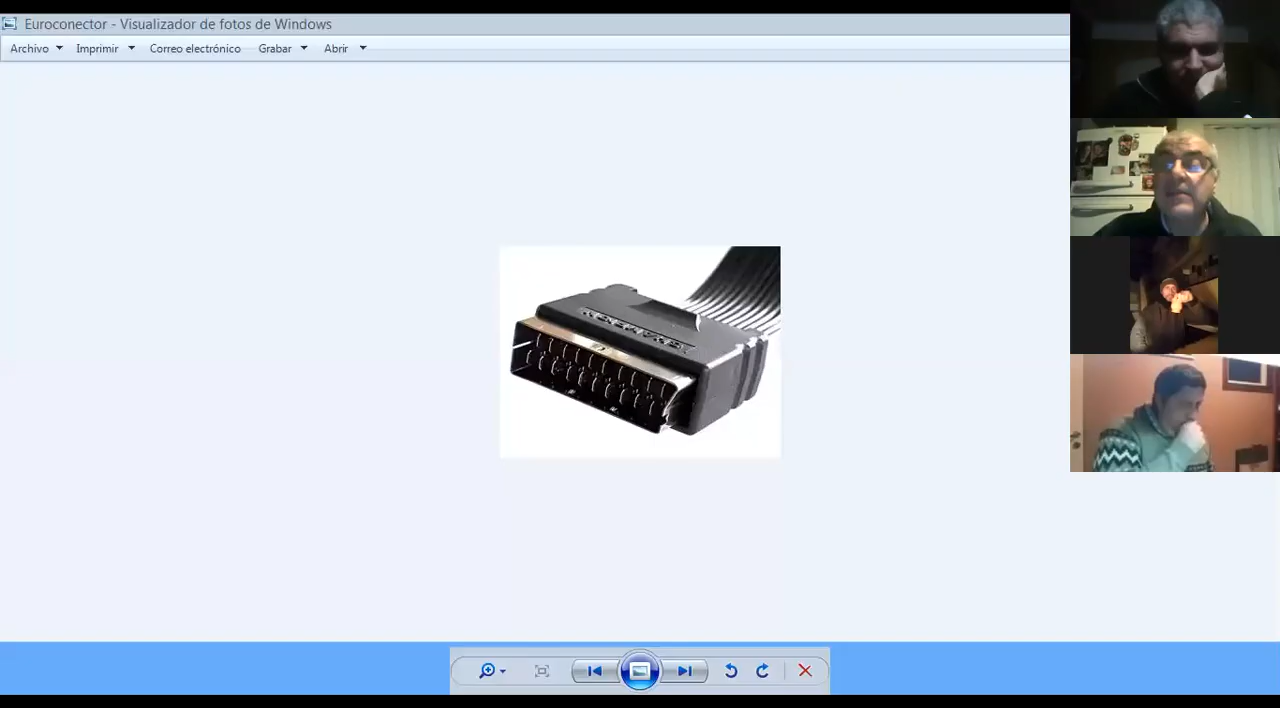 Euroconector - Visualizador de fotos de Windows
Archivo Imprimir Correo electrónico Grabar Abrir